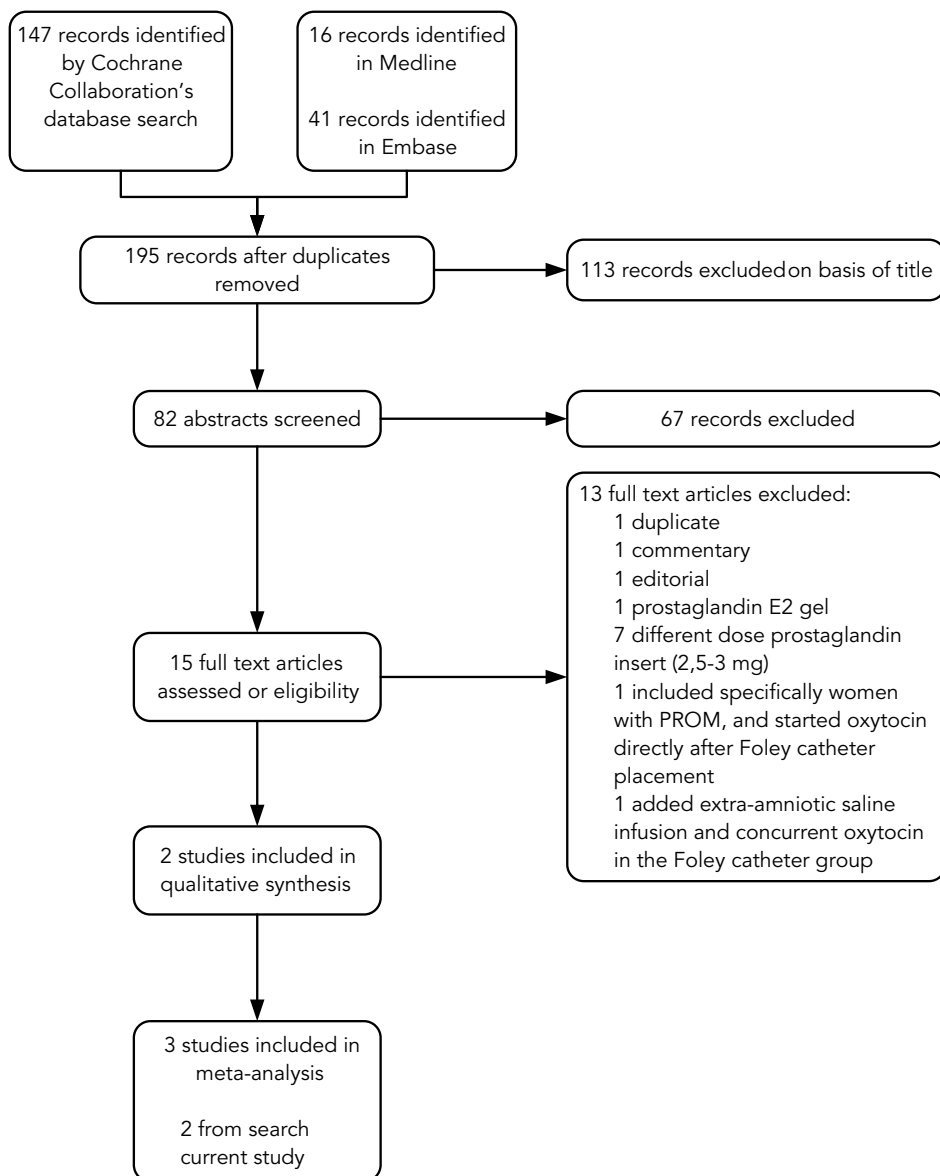 147 records identified
by Cochrane
Collaboration's
database search
16 records identified
in Medline
41 records identified
in Embase
195 records after duplicates
removed
113 records excludedon basis of title
82 abstracts screened
67 records excluded
13 full text articles excluded:
1 duplicate
1 commentary
1 editorial
1 prostaglandin E2 gel
7 different dose prostaglandin
insert (2,5-3 mg)
1 included specifically women
with PROM, and started oxytocin
directly after Foley catheter
placement
1 added extra-amniotic saline
infusion and concurrent oxytocin
in the Foley catheter group
15 full text articles
assessed or eligibility
2 studies included in
qualitative synthesis
3 studies included in
meta-analysis
2 from search
current study